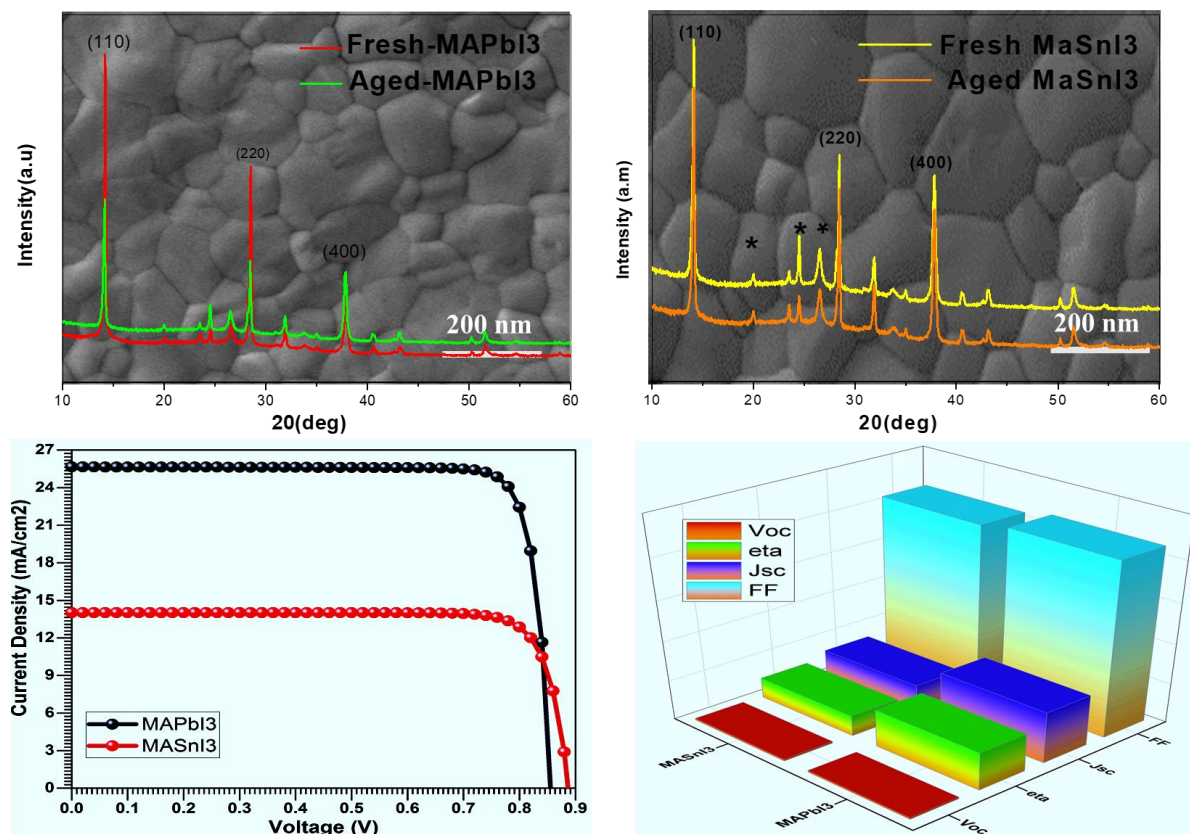 (110)
Fresh-MAPbI3
Aged-MAPbI3
(220)
(400)
200 nm
Intensity(a.u)
10 20 30 40 50 60
20(deg)
(110)
Fresh MaSnI3
Aged MaSnI3
(220)
(400)
* * *
200 nm
Intensity (a.m)
10 20 30 40 50 60
20(deg)
27
24
21
18
15
12
9
6
3
0
Current Density (mA/cm2)
MAPbI3
MASnI3
0.0 0.1 0.2 0.3 0.4 0.5 0.6 0.7 0.8 0.9
Voltage (V)
Voc
eta
Jsc
FF
MASnI3
MAPbI3
Voc
eta
Jsc
FF